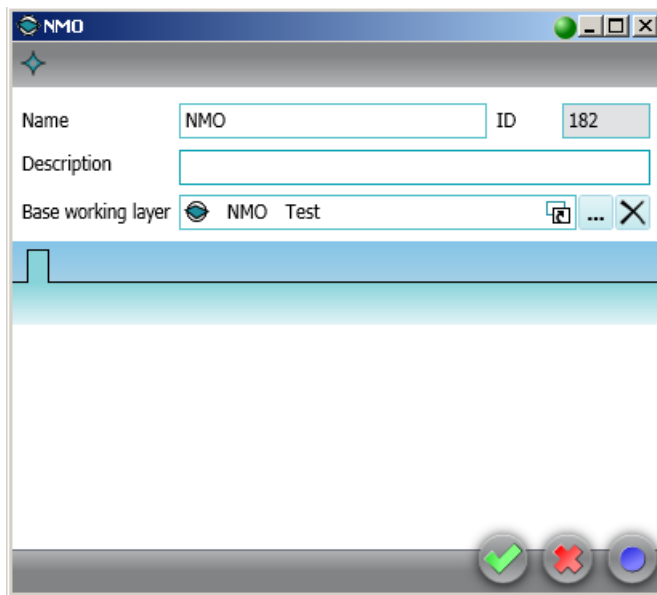 NMO
Name NMO ID 182
Description
Base working layer NMO Test ...